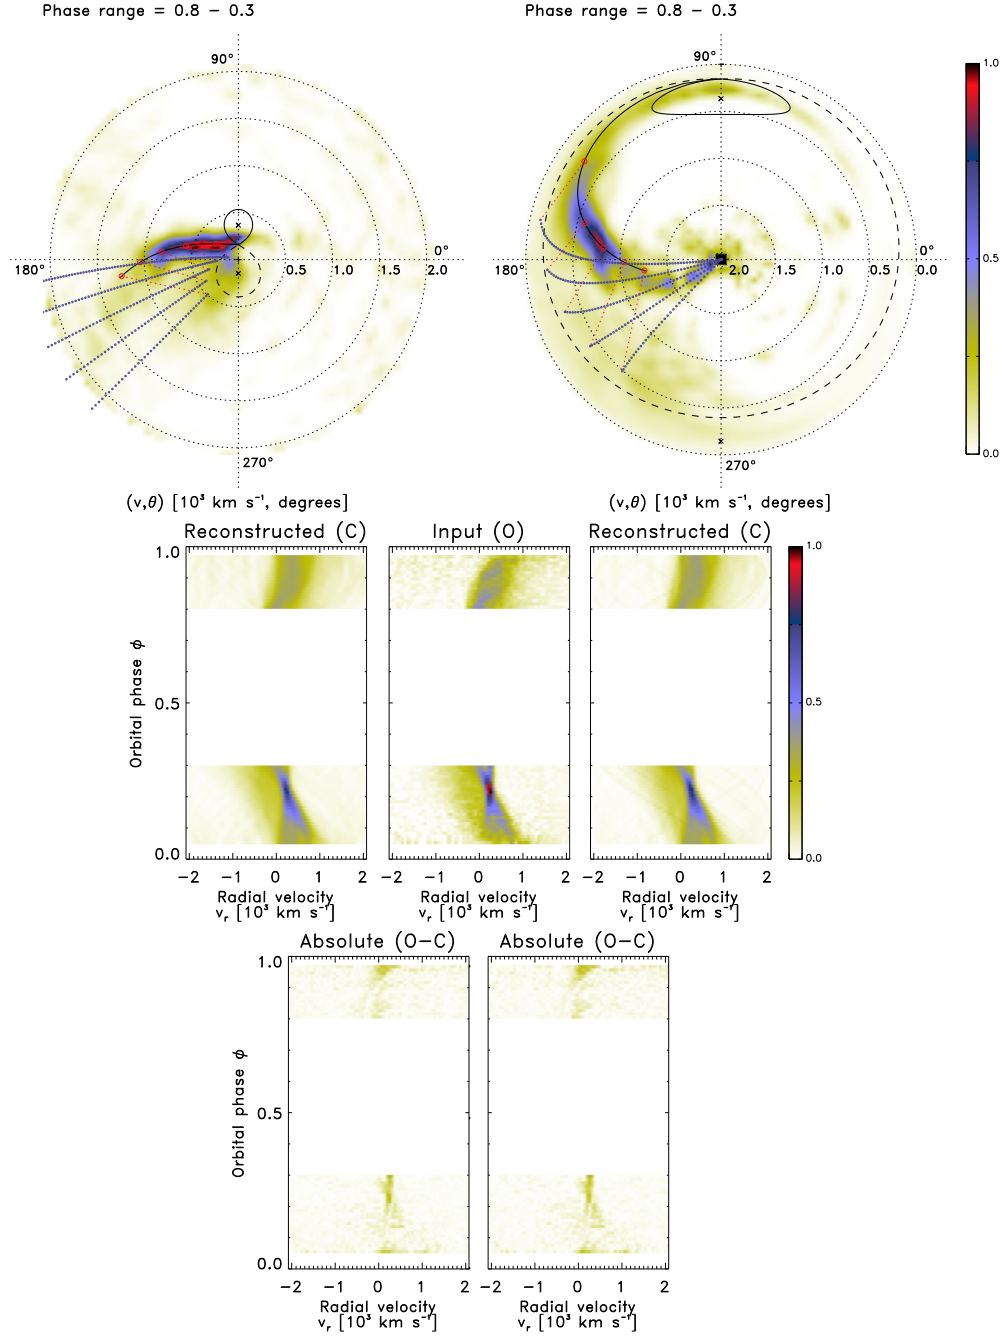 Phase range = 0.8 – 0.3
Phase range = 0.8 – 0.3
90°
90°
1.0
0°
180°
0.5 1.0 1.5 2.0
0°
180°
2.0 1.5 1.0 0.5 0.0
0.5
270°
270°
0.0
(v,θ) [10³ km s⁻¹, degrees]
(v,θ) [10³ km s⁻¹, degrees]
Reconstructed (C)
Input (O)
Reconstructed (C)
1.0
0.5
0.0
Orbital phase ϕ
1.0
0.5
0.0
−2 −1 0 1 2
−2 −1 0 1 2
−2 −1 0 1 2
Radial velocity
vᵣ [10³ km s⁻¹]
Radial velocity
vᵣ [10³ km s⁻¹]
Radial velocity
vᵣ [10³ km s⁻¹]
Absolute (O−C)
Absolute (O−C)
1.0
0.5
0.0
Orbital phase ϕ
−2 −1 0 1 2
−2 −1 0 1 2
Radial velocity
vᵣ [10³ km s⁻¹]
Radial velocity
vᵣ [10³ km s⁻¹]